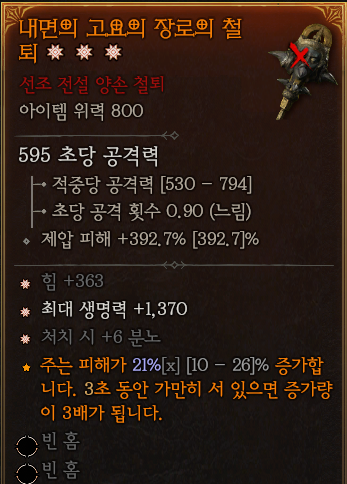 내면의 고요의 장로의 철
퇴
선조 전설 양손 철퇴
아이템 위력 800
595 초당 공격력
적중당 공격력 [530 – 794]
초당 공격 횟수 0.90 (느림)
제압 피해 +392.7% [392.7]%
힘 +363
최대 생명력 +1,370
처치 시 +6 분노
주는 피해가 21%[x] [10 – 26]% 증가합
니다. 3초 동안 가만히 서 있으면 증가량
이 3배가 됩니다.
빈 홈
빈 홈